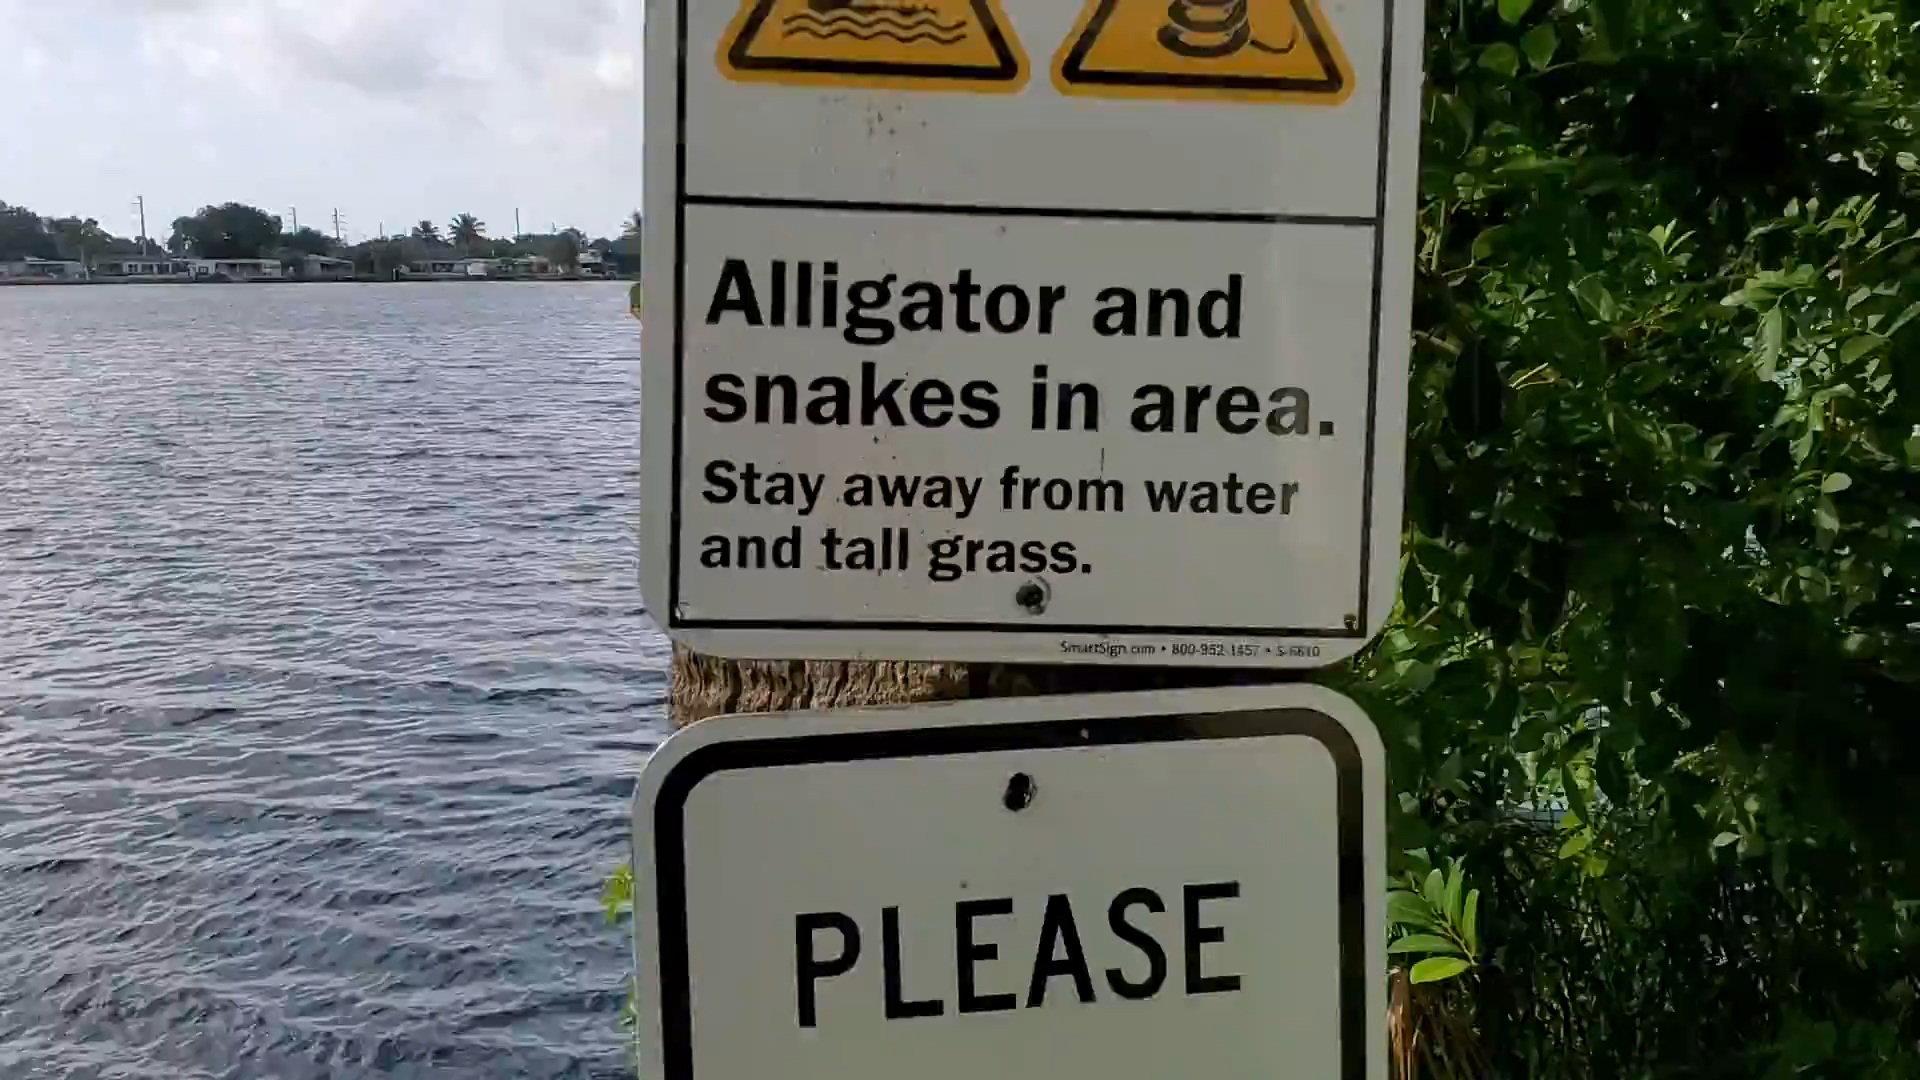 Alligator and
snakes in area.
Stay away from water
and tall grass.
SmartSign.com • 800-952-1457 • S-6610
PLEASE